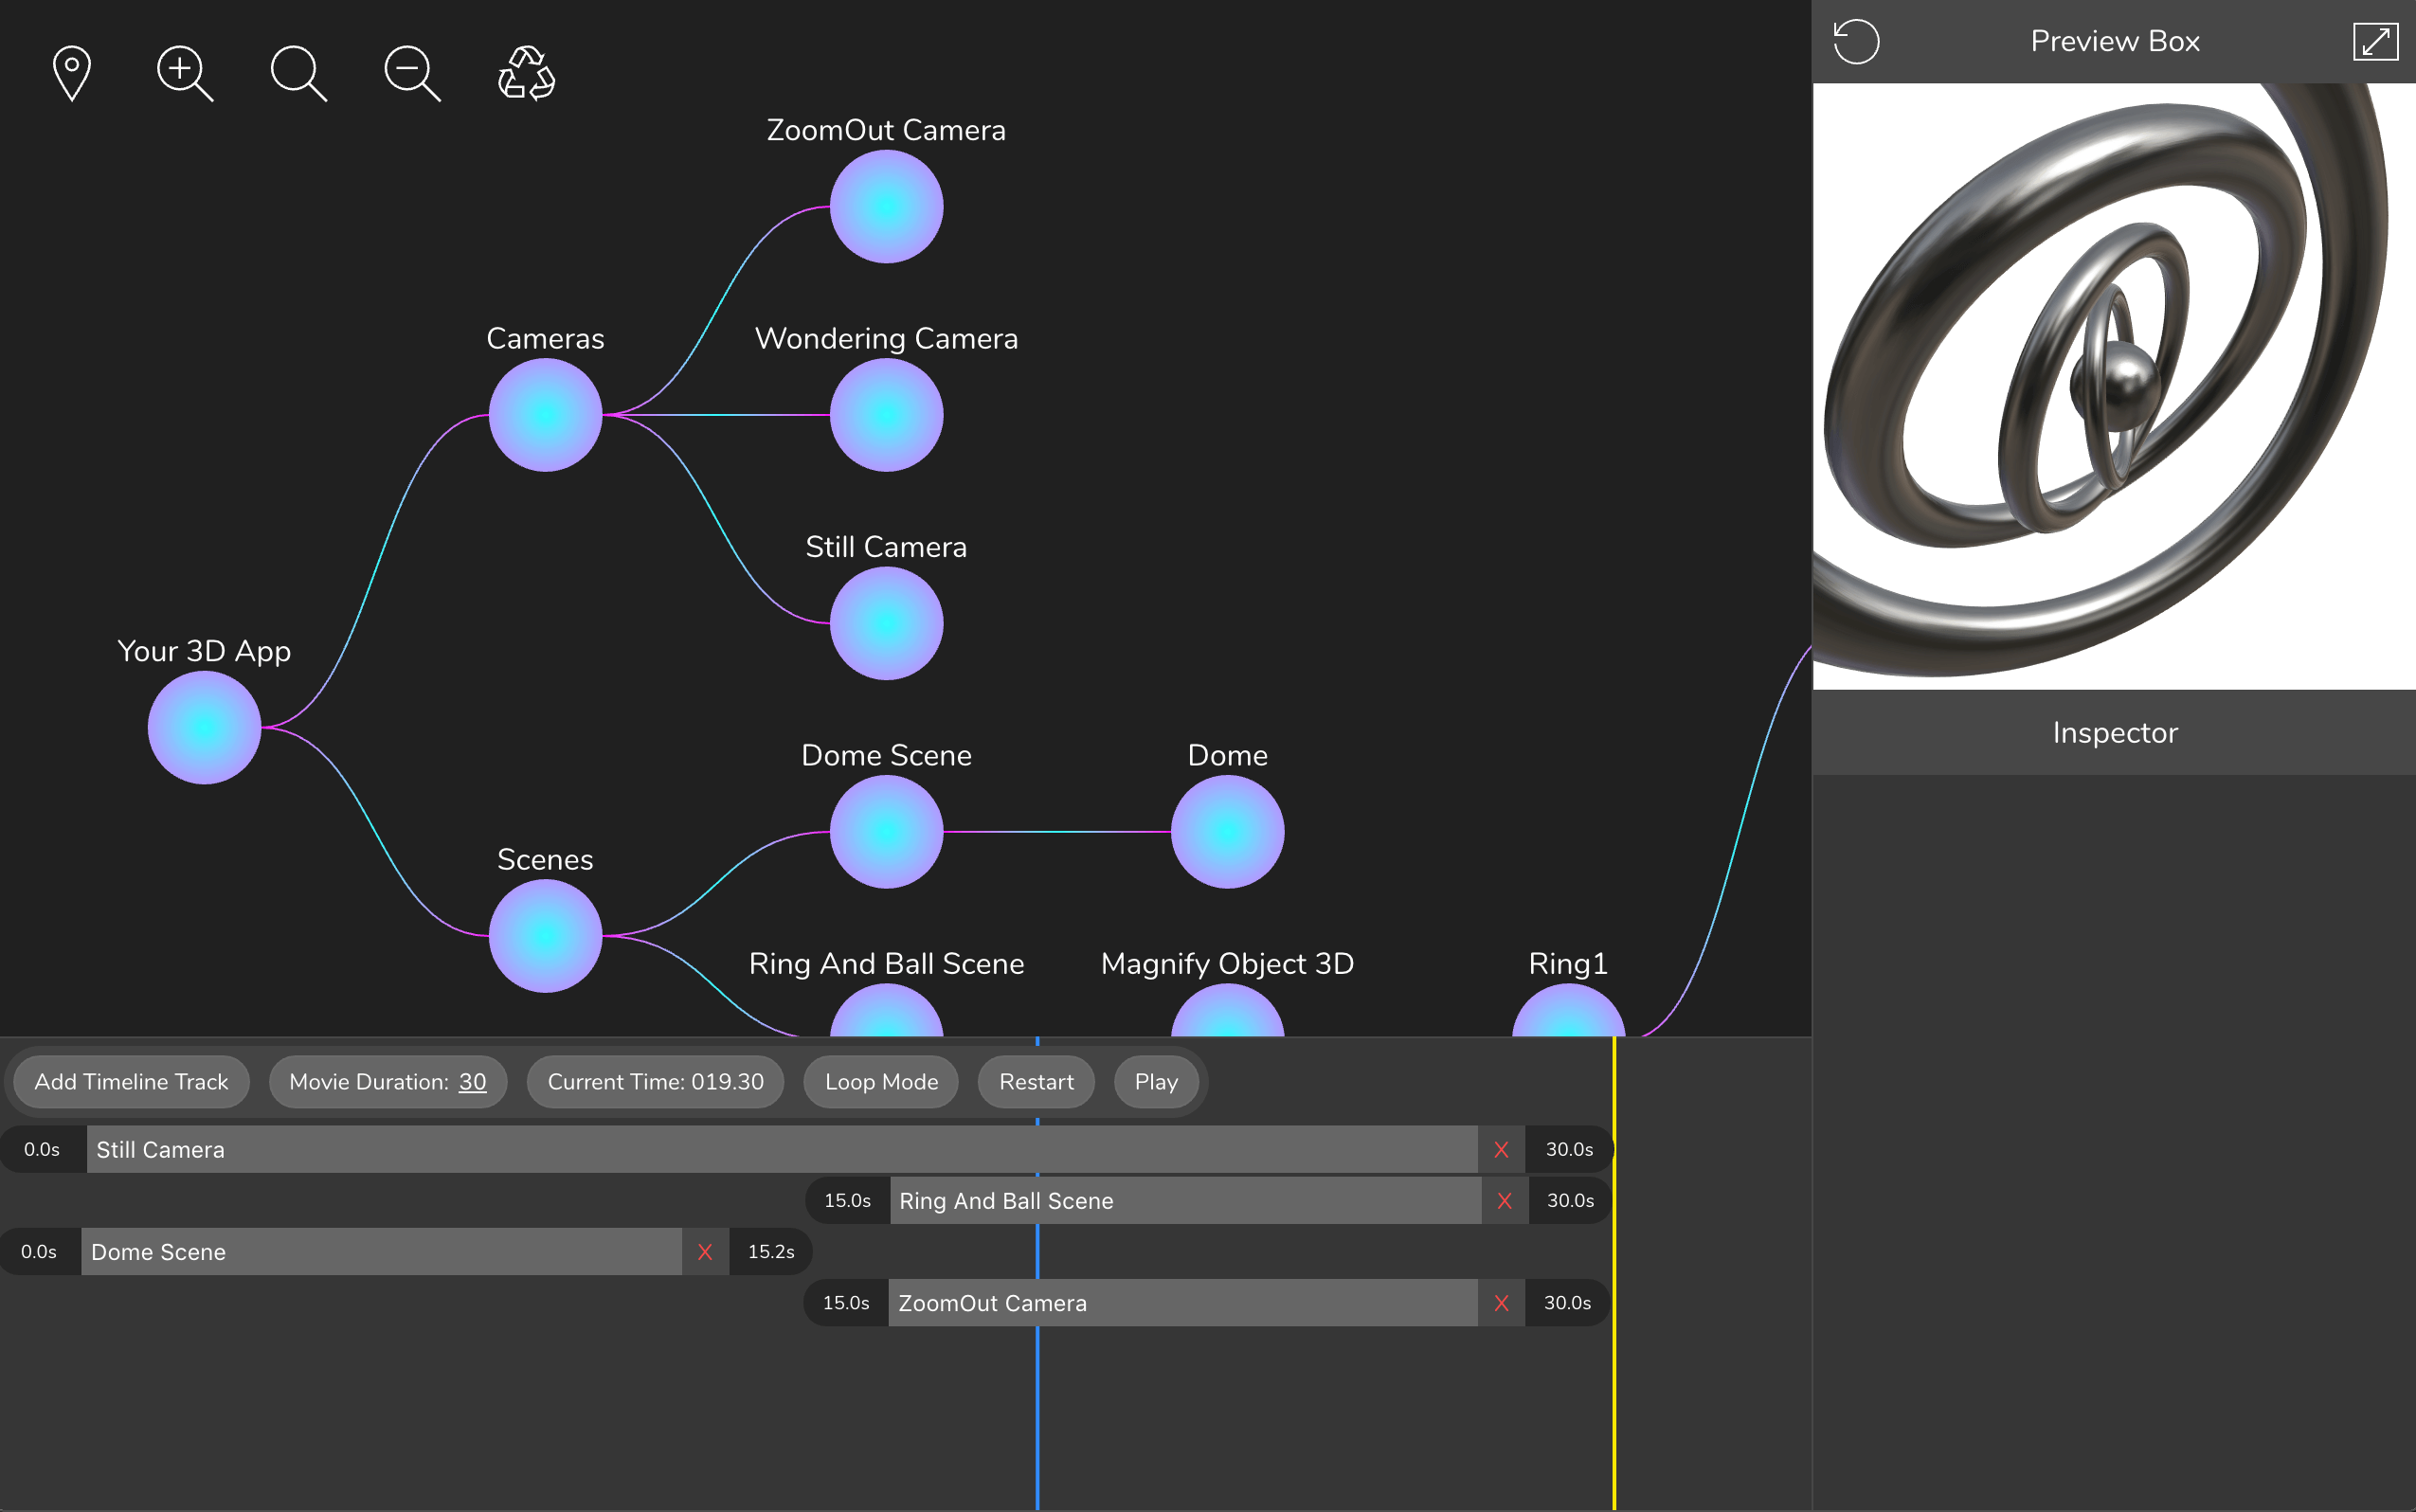 Preview Box
ZoomOut Camera
Cameras
Wondering Camera
Still Camera
Your 3D App
Inspector
Dome Scene
Dome
Scenes
Ring And Ball Scene
Magnify Object 3D
Ring1
Add Timeline Track
Movie Duration: 30
Current Time: 019.30
Loop Mode
Restart
Play
0.0s Still Camera X 30.0s
15.0s Ring And Ball Scene X 30.0s
0.0s Dome Scene X 15.2s
15.0s ZoomOut Camera X 30.0s